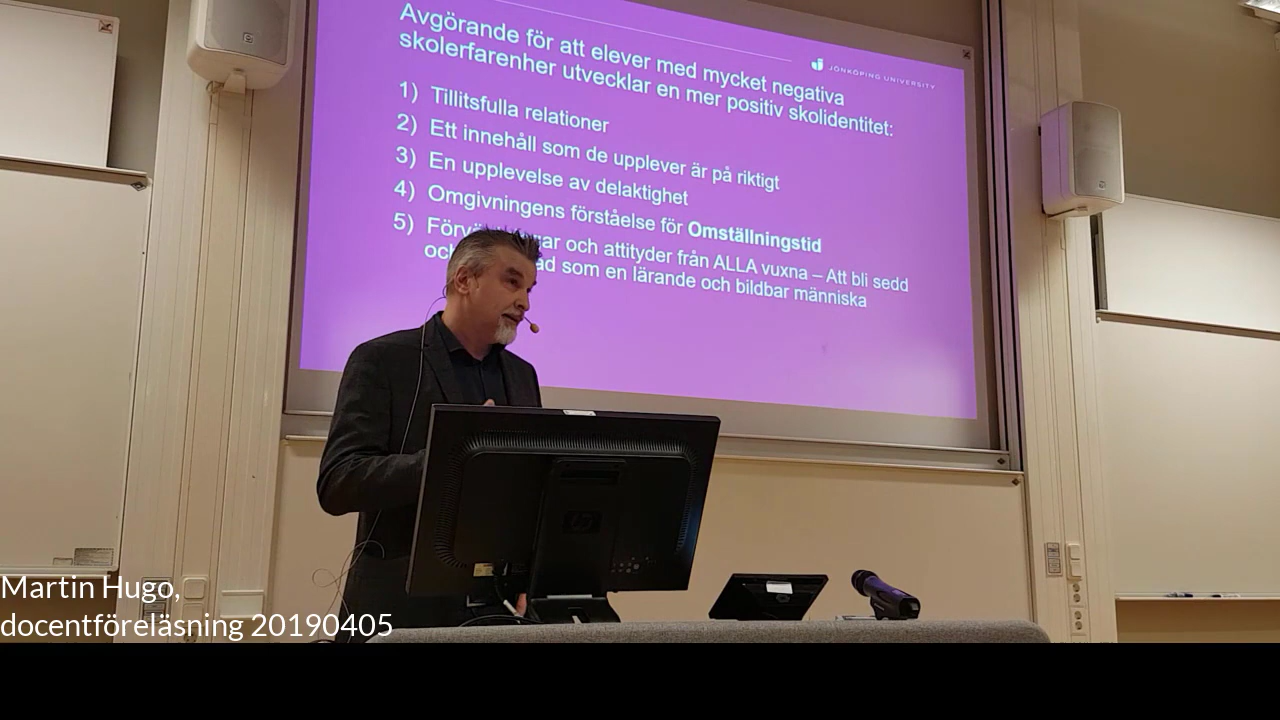 Avgörande för att elever med mycket negativa
skolerfarenher utvecklar en mer positiv skolidentitet:
JÖNKÖPING UNIVERSITY
1) Tillitsfulla relationer
2) Ett innehåll som de upplever är på riktigt
3) En upplevelse av delaktighet
4) Omgivningens förståelse för Omställningstid
5) och attityder från ALLA vuxna – Att bli sedd
som en lärande och bildbar människa
hp
Martin Hugo,
docentföreläsning 20190405